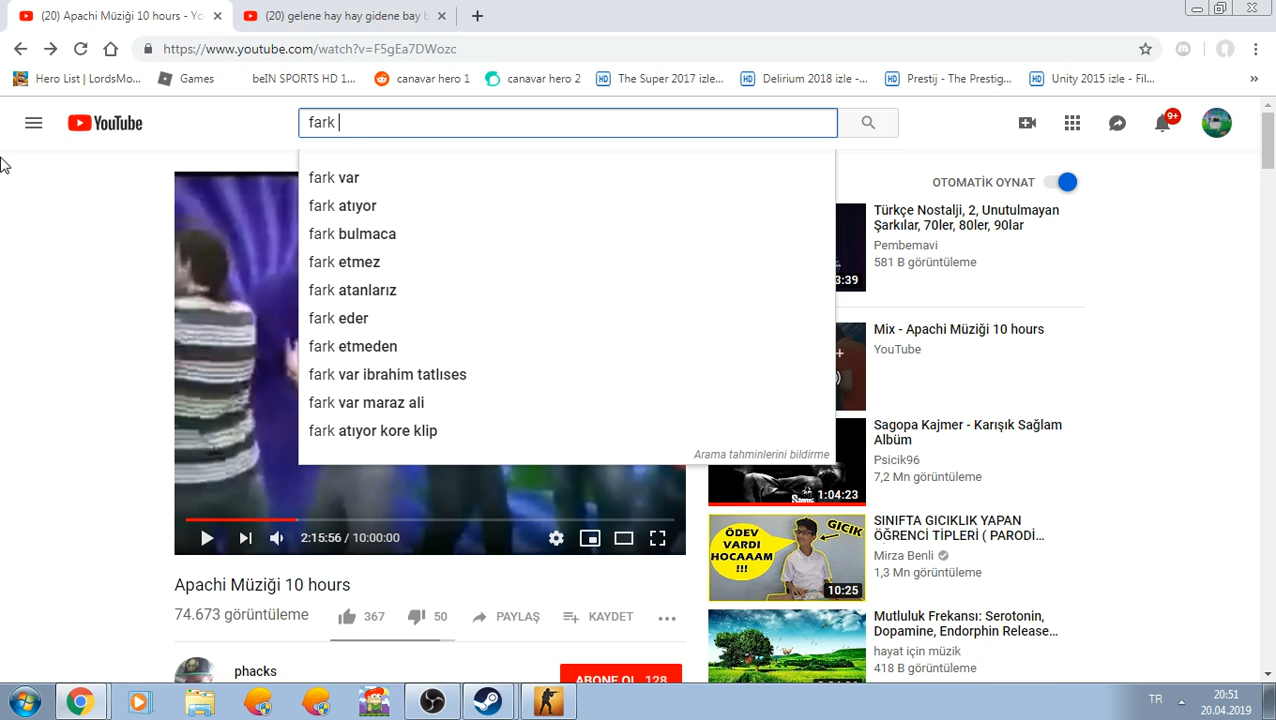 (20) Apachi Müziği 10 hours - Yo
(20) gelene hay hay gidene bay b
https://www.youtube.com/watch?v=F5gEa7DWozc
Hero List | LordsMo...
Games
beIN SPORTS HD 1...
canavar hero 1
canavar hero 2
The Super 2017 izle...
Delirium 2018 izle -...
Prestij - The Prestig...
Unity 2015 izle - Fil...
YouTube
fark
9+
fark var
fark atıyor
fark bulmaca
fark etmez
fark atanlarız
fark eder
fark etmeden
fark var ibrahim tatlıses
fark var maraz ali
fark atıyor kore klip
Arama tahminlerini bildirme
OTOMATİK OYNAT
Türkçe Nostalji, 2, Unutulmayan
Şarkılar, 70ler, 80ler, 90lar
Pembemavi
581 B görüntüleme
3:39
Mix - Apachi Müziği 10 hours
YouTube
Sagopa Kajmer - Karışık Sağlam
Albüm
Psicik96
7,2 Mn görüntüleme
1:04:23
ÖDEV
VARDI
HOCAAAM
!!!
GICIK
10:25
SINIFTA GICIKLIK YAPAN
ÖĞRENCİ TİPLERİ ( PARODİ...
Mirza Benli
1,3 Mn görüntüleme
Mutluluk Frekansı: Serotonin,
Dopamine, Endorphin Release...
hayat için müzik
418 B görüntüleme
2:15:56 / 10:00:00
Apachi Müziği 10 hours
74.673 görüntüleme
367
50
PAYLAŞ
KAYDET
phacks
ABONE OL 128
TR
20:51
20.04.2019